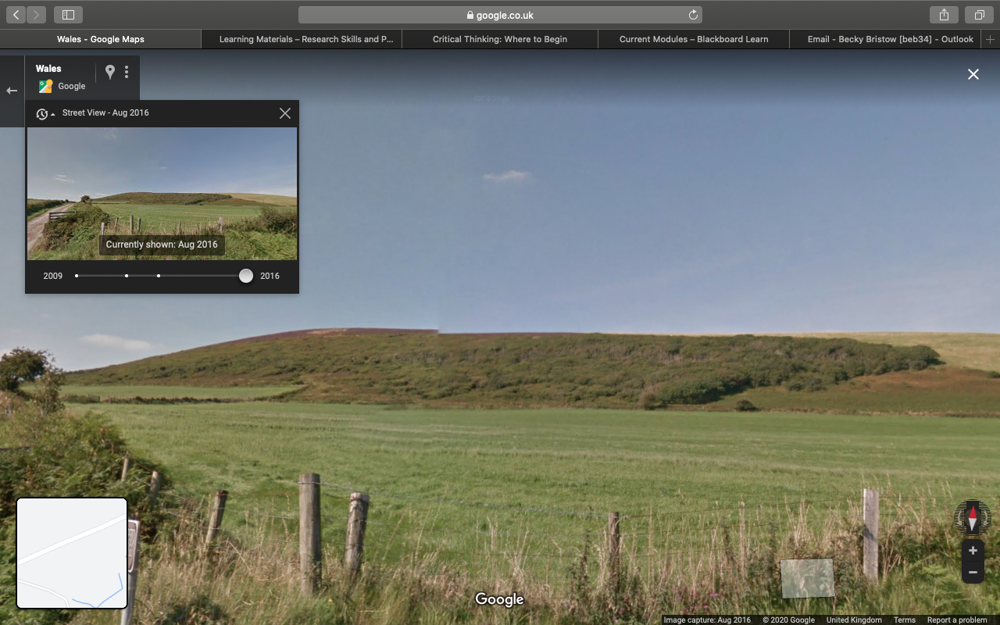 google.co.uk
Wales - Google Maps
Learning Materials – Research Skills and P...
Critical Thinking: Where to Begin
Current Modules – Blackboard Learn
Email - Becky Bristow [beb34] - Outlook
Wales
Google
Street View - Aug 2016
Currently shown: Aug 2016
2009
2016
Google
Image capture: Aug 2016 © 2020 Google United Kingdom Terms Report a problem